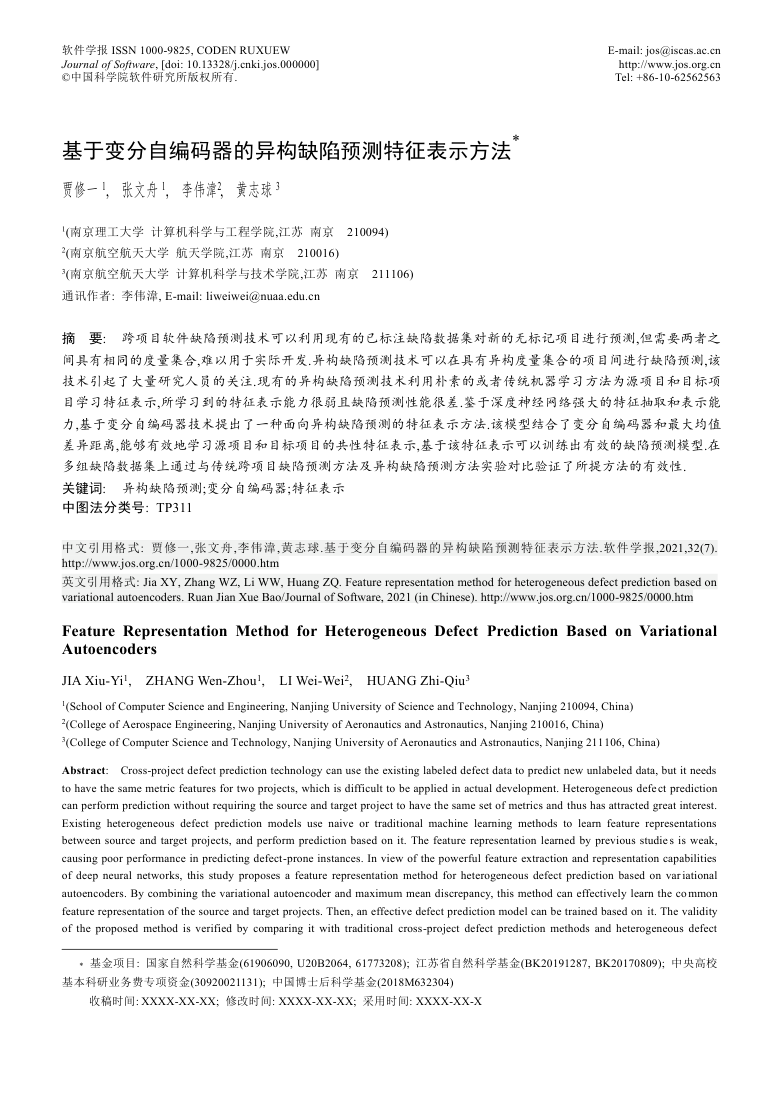 软件学报 ISSN 1000-9825, CODEN RUXUEW
E-mail: jos@iscas.ac.cn
Journal of Software, [doi: 10.13328/j.cnki.jos.000000]
http://www.jos.org.cn
©中国科学院软件研究所版权所有.
Tel: +86-10-62562563
基于变分自编码器的异构缺陷预测特征表示方法*
贾修一1, 张文舟1, 李伟湋2, 黄志球3
1(南京理工大学 计算机科学与工程学院,江苏 南京 210094)
2(南京航空航天大学 航天学院,江苏 南京 210016)
3(南京航空航天大学 计算机科学与技术学院,江苏 南京 211106)
通讯作者: 李伟湋, E-mail: liweiwei@nuaa.edu.cn
摘 要: 跨项目软件缺陷预测技术可以利用现有的已标注缺陷数据集对新的无标记项目进行预测,但需要两者之
间具有相同的度量集合,难以用于实际开发.异构缺陷预测技术可以在具有异构度量集合的项目间进行缺陷预测,该
技术引起了大量研究人员的关注.现有的异构缺陷预测技术利用朴素的或者传统机器学习方法为源项目和目标项
目学习特征表示,所学习到的特征表示能力很弱且缺陷预测性能很差.鉴于深度神经网络强大的特征抽取和表示能
力,基于变分自编码器技术提出了一种面向异构缺陷预测的特征表示方法.该模型结合了变分自编码器和最大均值
差异距离,能够有效地学习源项目和目标项目的共性特征表示,基于该特征表示可以训练出有效的缺陷预测模型.在
多组缺陷数据集上通过与传统跨项目缺陷预测方法及异构缺陷预测方法实验对比验证了所提方法的有效性.
关键词: 异构缺陷预测;变分自编码器;特征表示
中图法分类号: TP311
中文引用格式: 贾修一,张文舟,李伟湋,黄志球.基于变分自编码器的异构缺陷预测特征表示方法.软件学报,2021,32(7).
http://www.jos.org.cn/1000-9825/0000.htm
英文引用格式: Jia XY, Zhang WZ, Li WW, Huang ZQ. Feature representation method for heterogeneous defect prediction based on
variational autoencoders. Ruan Jian Xue Bao/Journal of Software, 2021 (in Chinese). http://www.jos.org.cn/1000-9825/0000.htm
Feature Representation Method for Heterogeneous Defect Prediction Based on Variational
Autoencoders
JIA Xiu-Yi1, ZHANG Wen-Zhou1, LI Wei-Wei2, HUANG Zhi-Qiu3
1(School of Computer Science and Engineering, Nanjing University of Science and Technology, Nanjing 210094, China)
2(College of Aerospace Engineering, Nanjing University of Aeronautics and Astronautics, Nanjing 210016, China)
3(College of Computer Science and Technology, Nanjing University of Aeronautics and Astronautics, Nanjing 211106, China)
Abstract: Cross-project defect prediction technology can use the existing labeled defect data to predict new unlabeled data, but it needs
to have the same metric features for two projects, which is difficult to be applied in actual development. Heterogeneous defect prediction
can perform prediction without requiring the source and target project to have the same set of metrics and thus has attracted great interest.
Existing heterogeneous defect prediction models use naive or traditional machine learning methods to learn feature representations
between source and target projects, and perform prediction based on it. The feature representation learned by previous studies is weak,
causing poor performance in predicting defect-prone instances. In view of the powerful feature extraction and representation capabilities
of deep neural networks, this study proposes a feature representation method for heterogeneous defect prediction based on variational
autoencoders. By combining the variational autoencoder and maximum mean discrepancy, this method can effectively learn the common
feature representation of the source and target projects. Then, an effective defect prediction model can be trained based on it. The validity
of the proposed method is verified by comparing it with traditional cross-project defect prediction methods and heterogeneous defect
* 基金项目: 国家自然科学基金(61906090, U20B2064, 61773208); 江苏省自然科学基金(BK20191287, BK20170809); 中央高校
基本科研业务费专项资金(30920021131); 中国博士后科学基金(2018M632304)
收稿时间: XXXX-XX-XX; 修改时间: XXXX-XX-XX; 采用时间: XXXX-XX-X